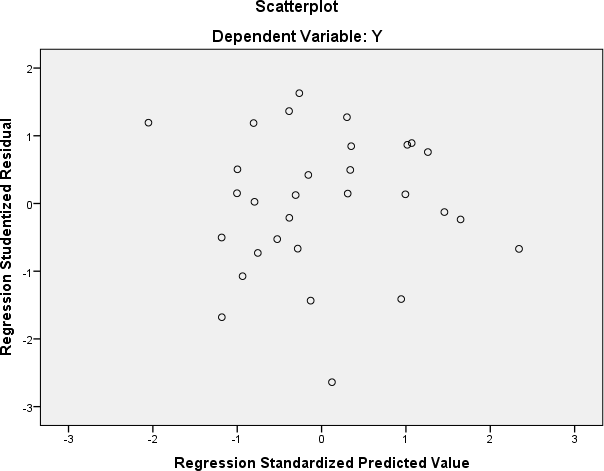 Scatterplot
Dependent Variable: Y
Regression Studentized Residual
2
1
0
-1
-2
-3
-3 -2 -1 0 1 2 3
Regression Standardized Predicted Value